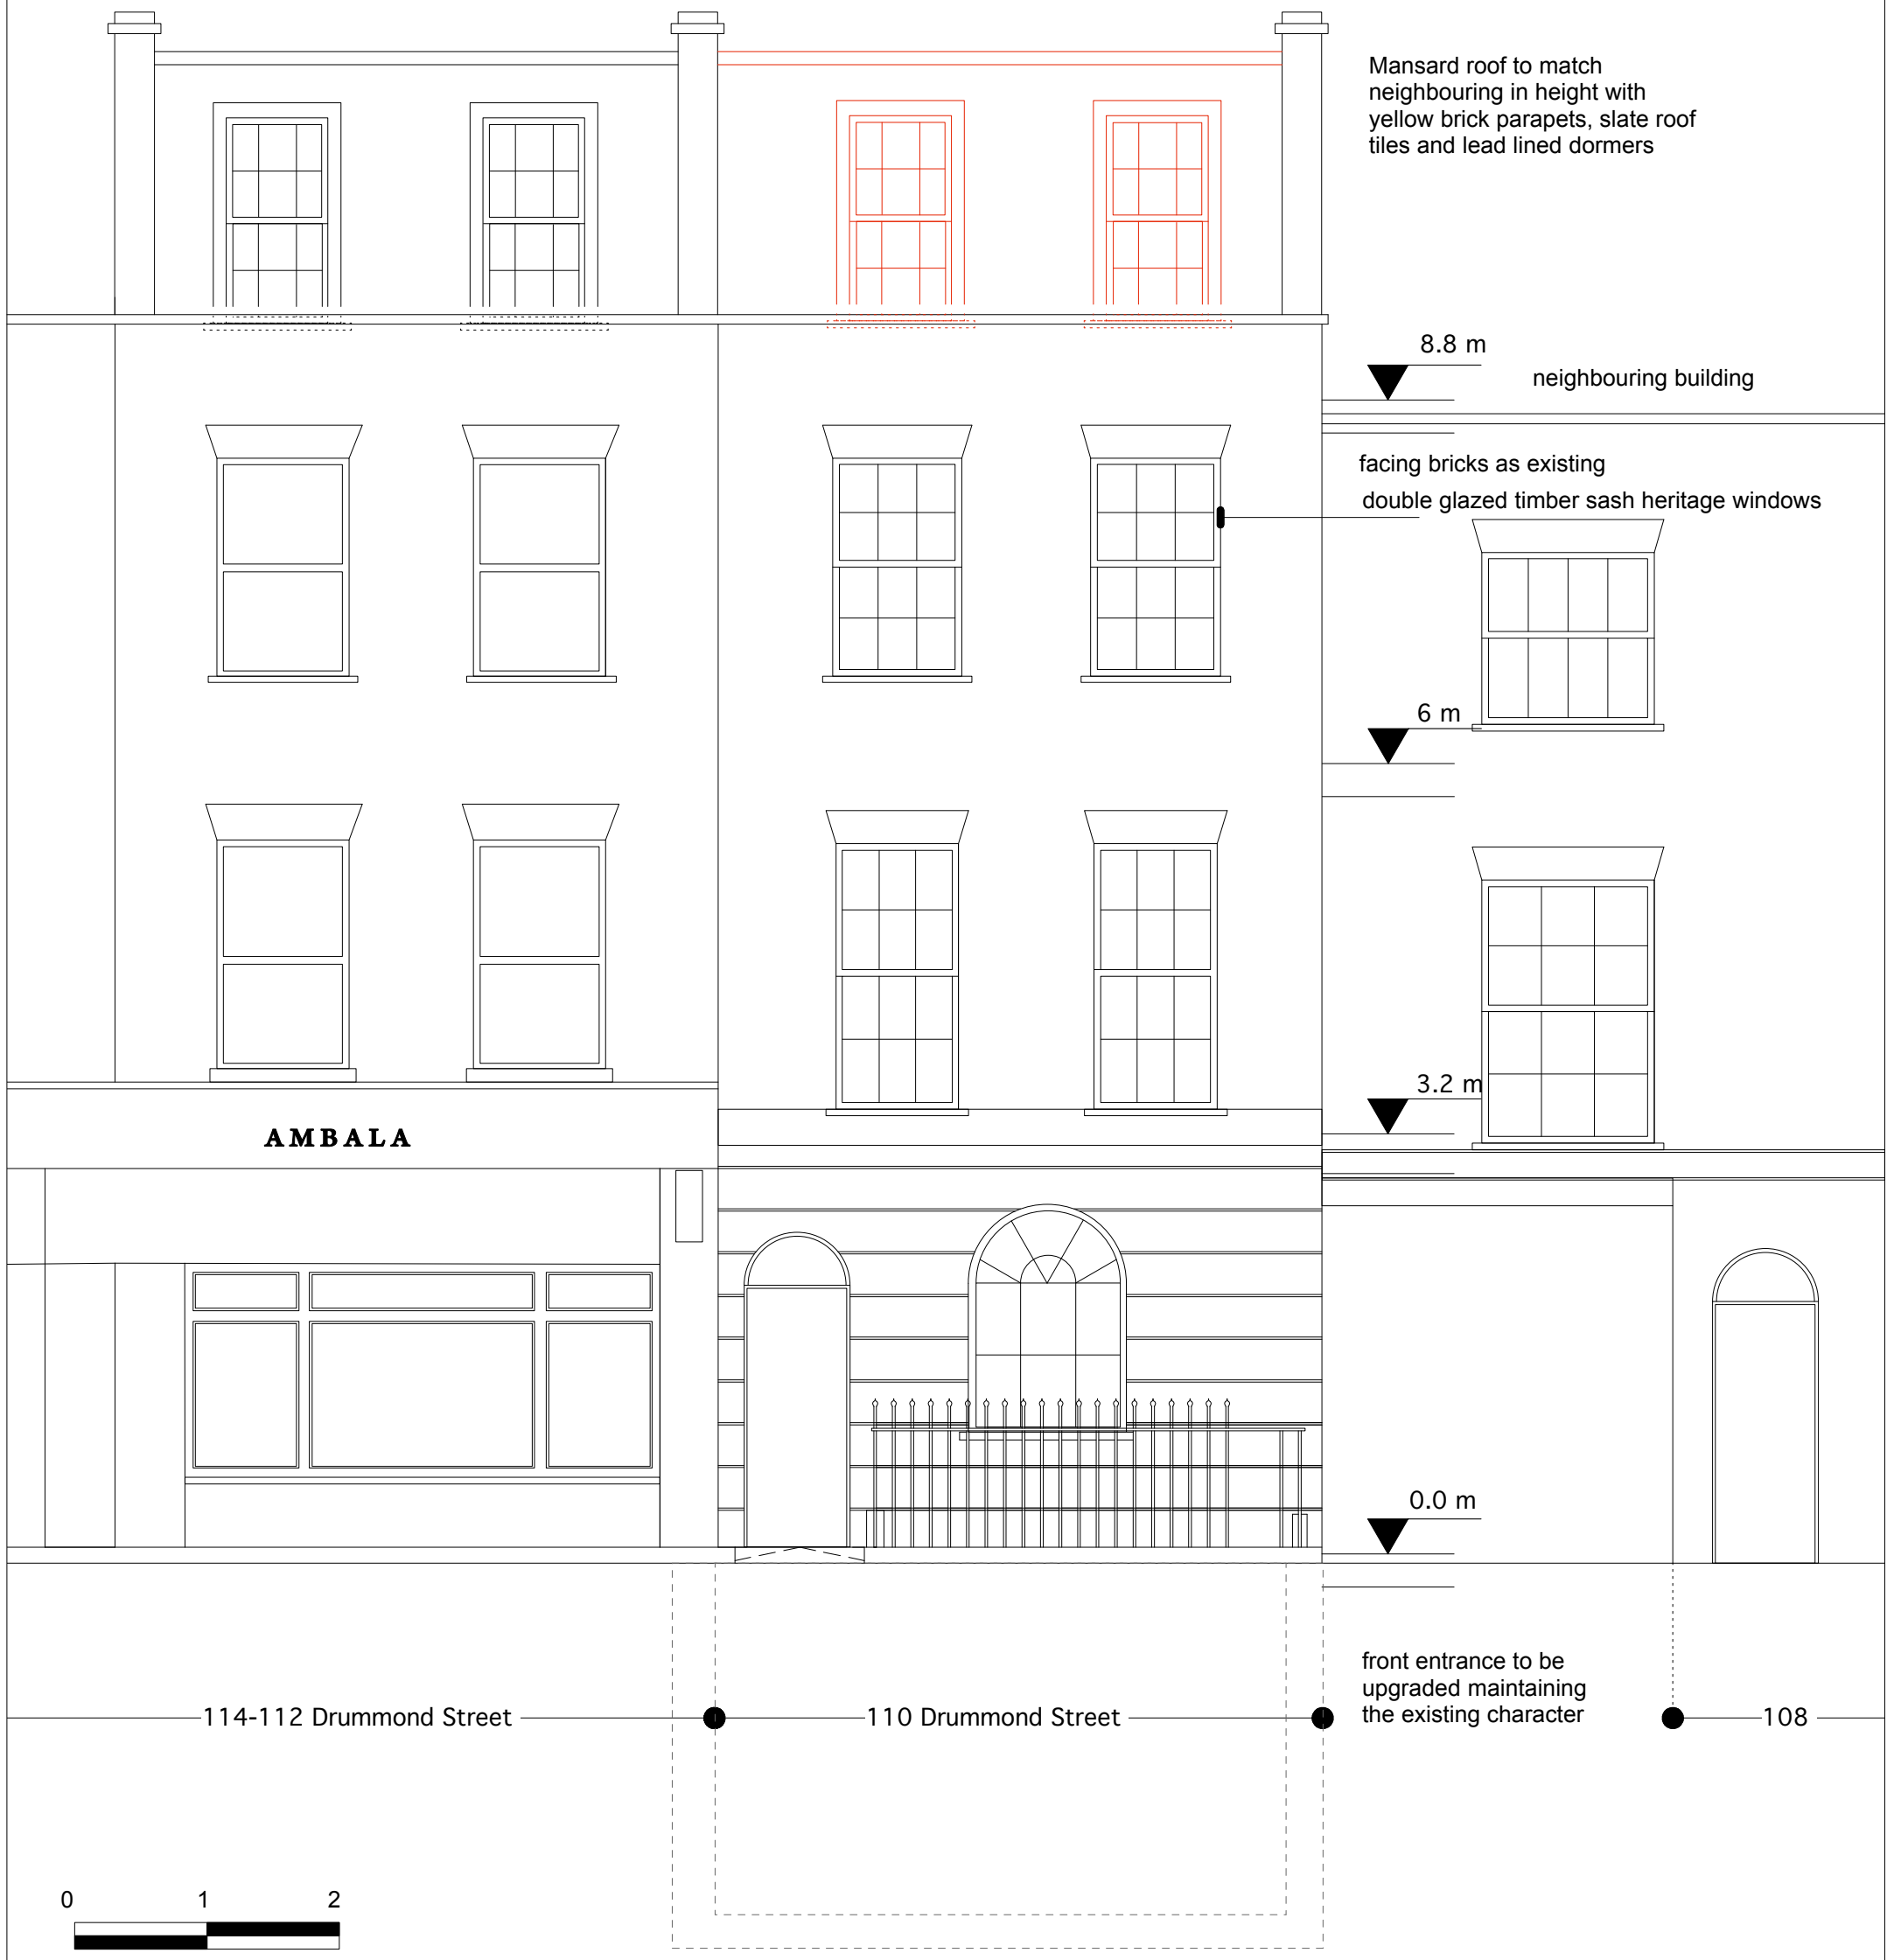 Mansard roof to match
neighbouring in height with
yellow brick parapets, slate roof
tiles and lead lined dormers
8.8 m
neighbouring building
facing bricks as existing
double glazed timber sash heritage windows
6 m
3.2 m
AMBALA
0.0 m
front entrance to be
upgraded maintaining
the existing character
114-112 Drummond Street
110 Drummond Street
108
0 1 2